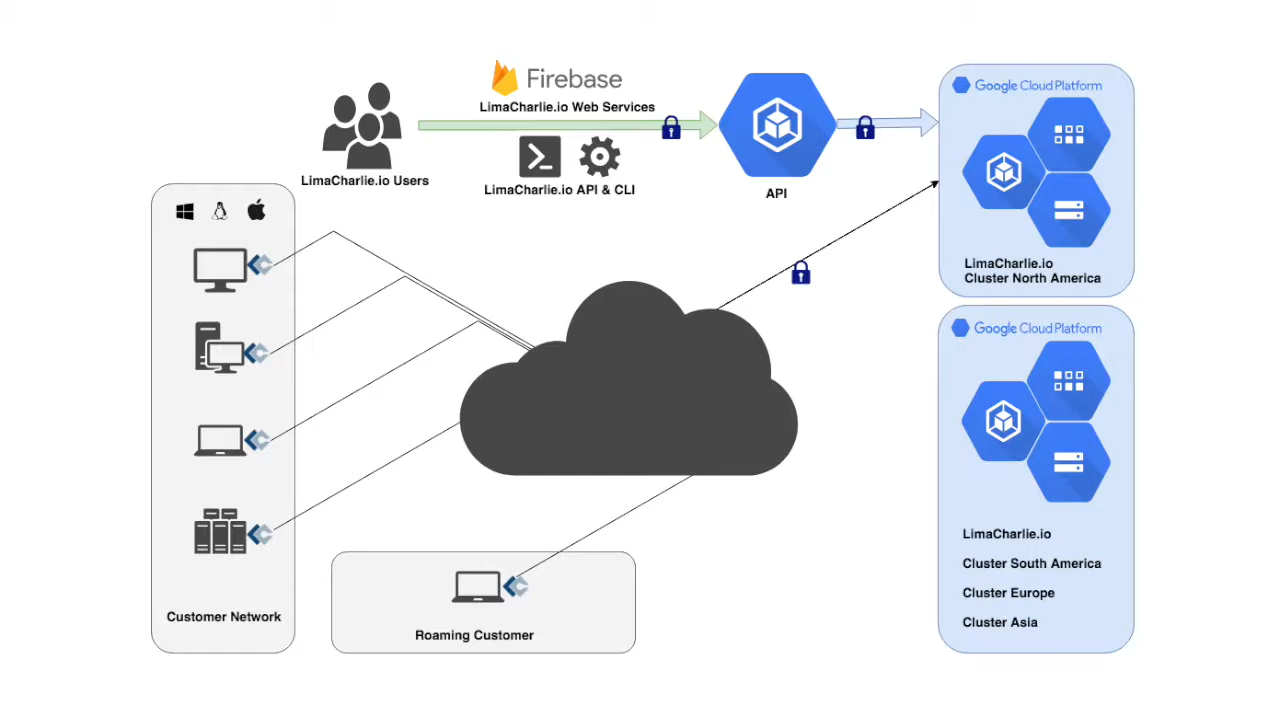 Firebase
LimaCharlie.io Web Services
LimaCharlie.io Users
LimaCharlie.io API & CLI
API
Google Cloud Platform
LimaCharlie.io
Cluster North America
Customer Network
Roaming Customer
Google Cloud Platform
LimaCharlie.io
Cluster South America
Cluster Europe
Cluster Asia